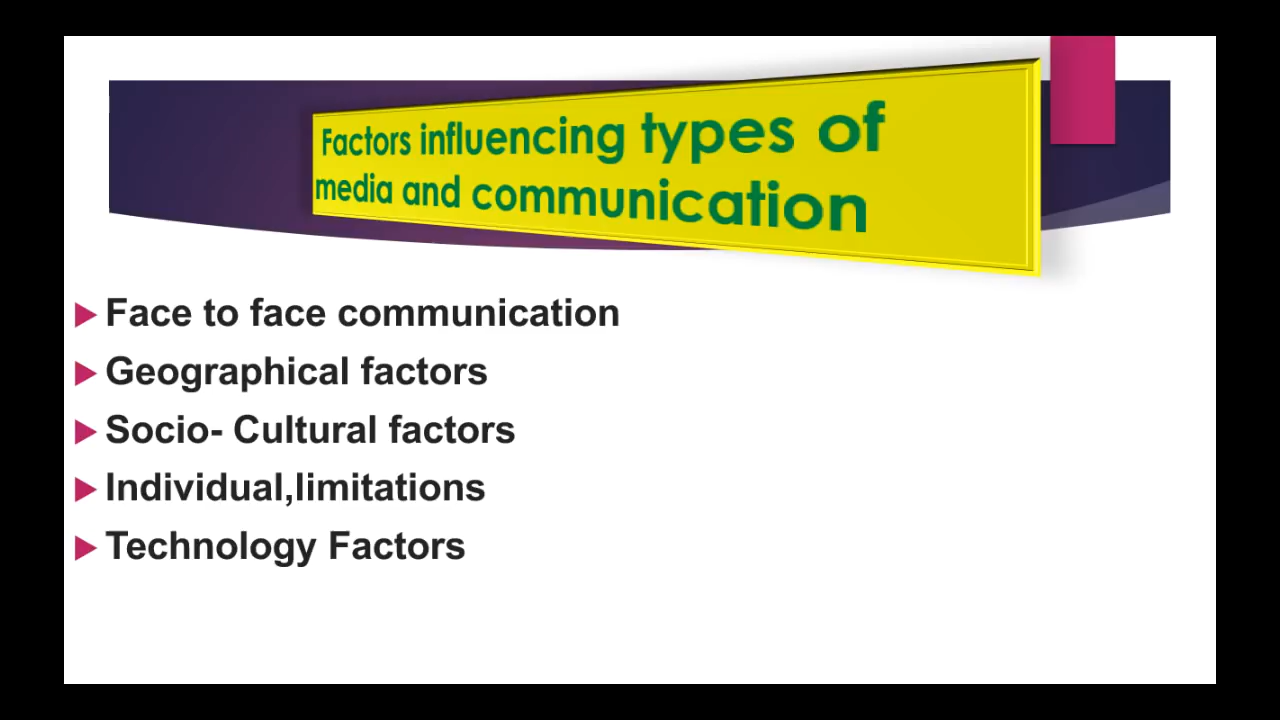 Factors influencing types of
media and communication
Face to face communication
Geographical factors
Socio- Cultural factors
Individual,limitations
Technology Factors